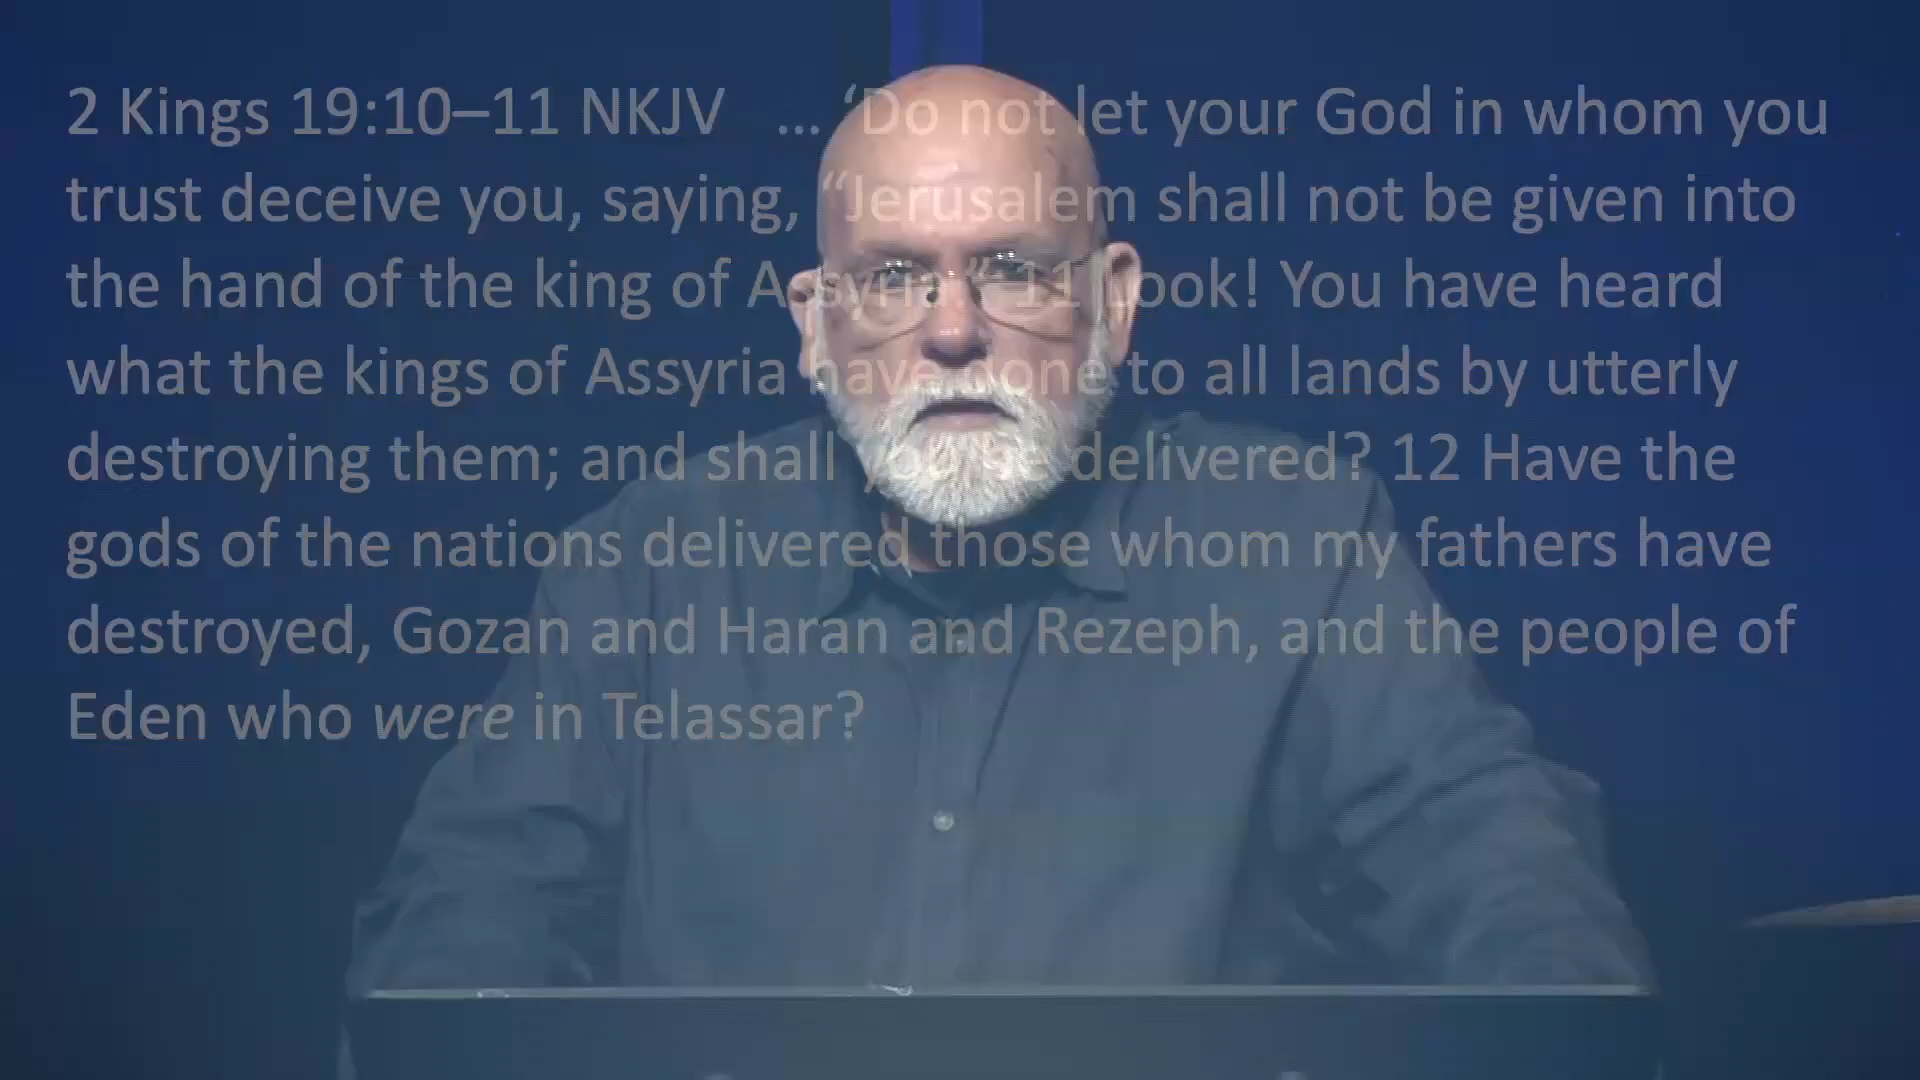 2 Kings 19:10–11 NKJV ... ‘Do not let your God in whom you
trust deceive you, saying, “Jerusalem shall not be given into
the hand of the king of Assyria.” 11 Look! You have heard
what the kings of Assyria have done to all lands by utterly
destroying them; and shall you be delivered? 12 Have the
gods of the nations delivered those whom my fathers have
destroyed, Gozan and Haran and Rezeph, and the people of
Eden who were in Telassar?